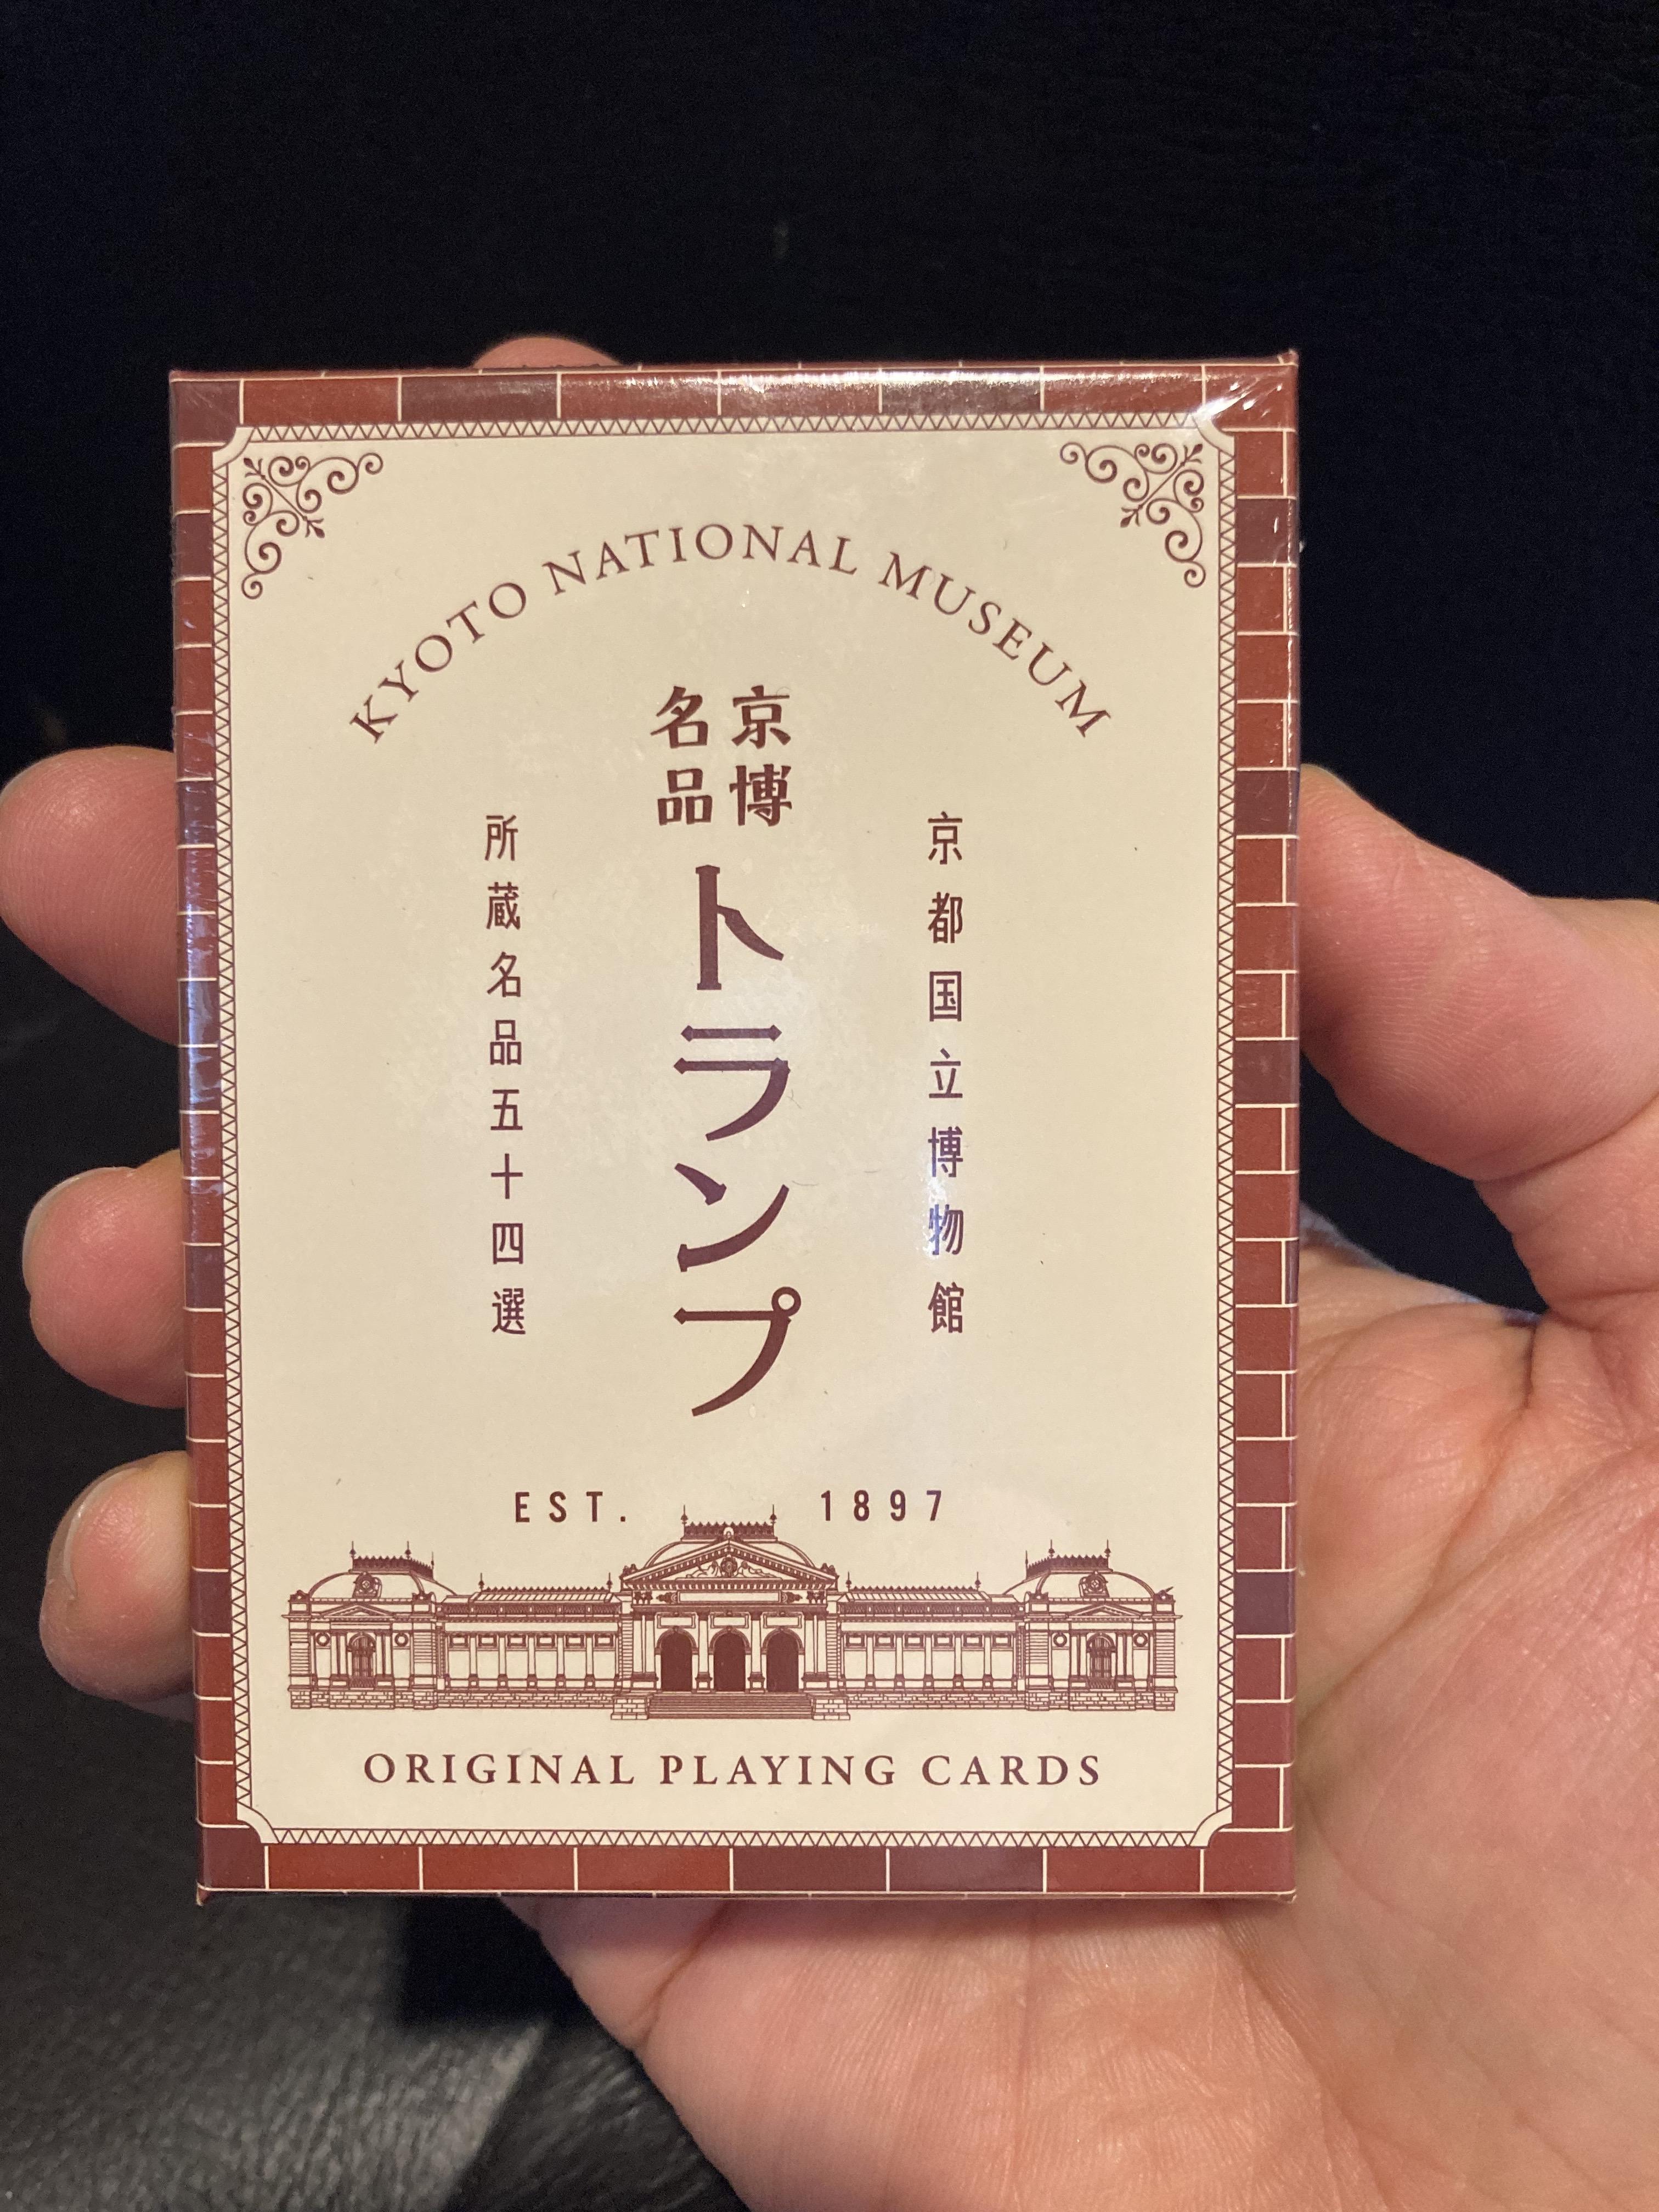 KYOTO NATIONAL MUSEUM
京都国立博物館
京博
名品
トランプ
所蔵名品五十四選
EST. 1897
ORIGINAL PLAYING CARDS